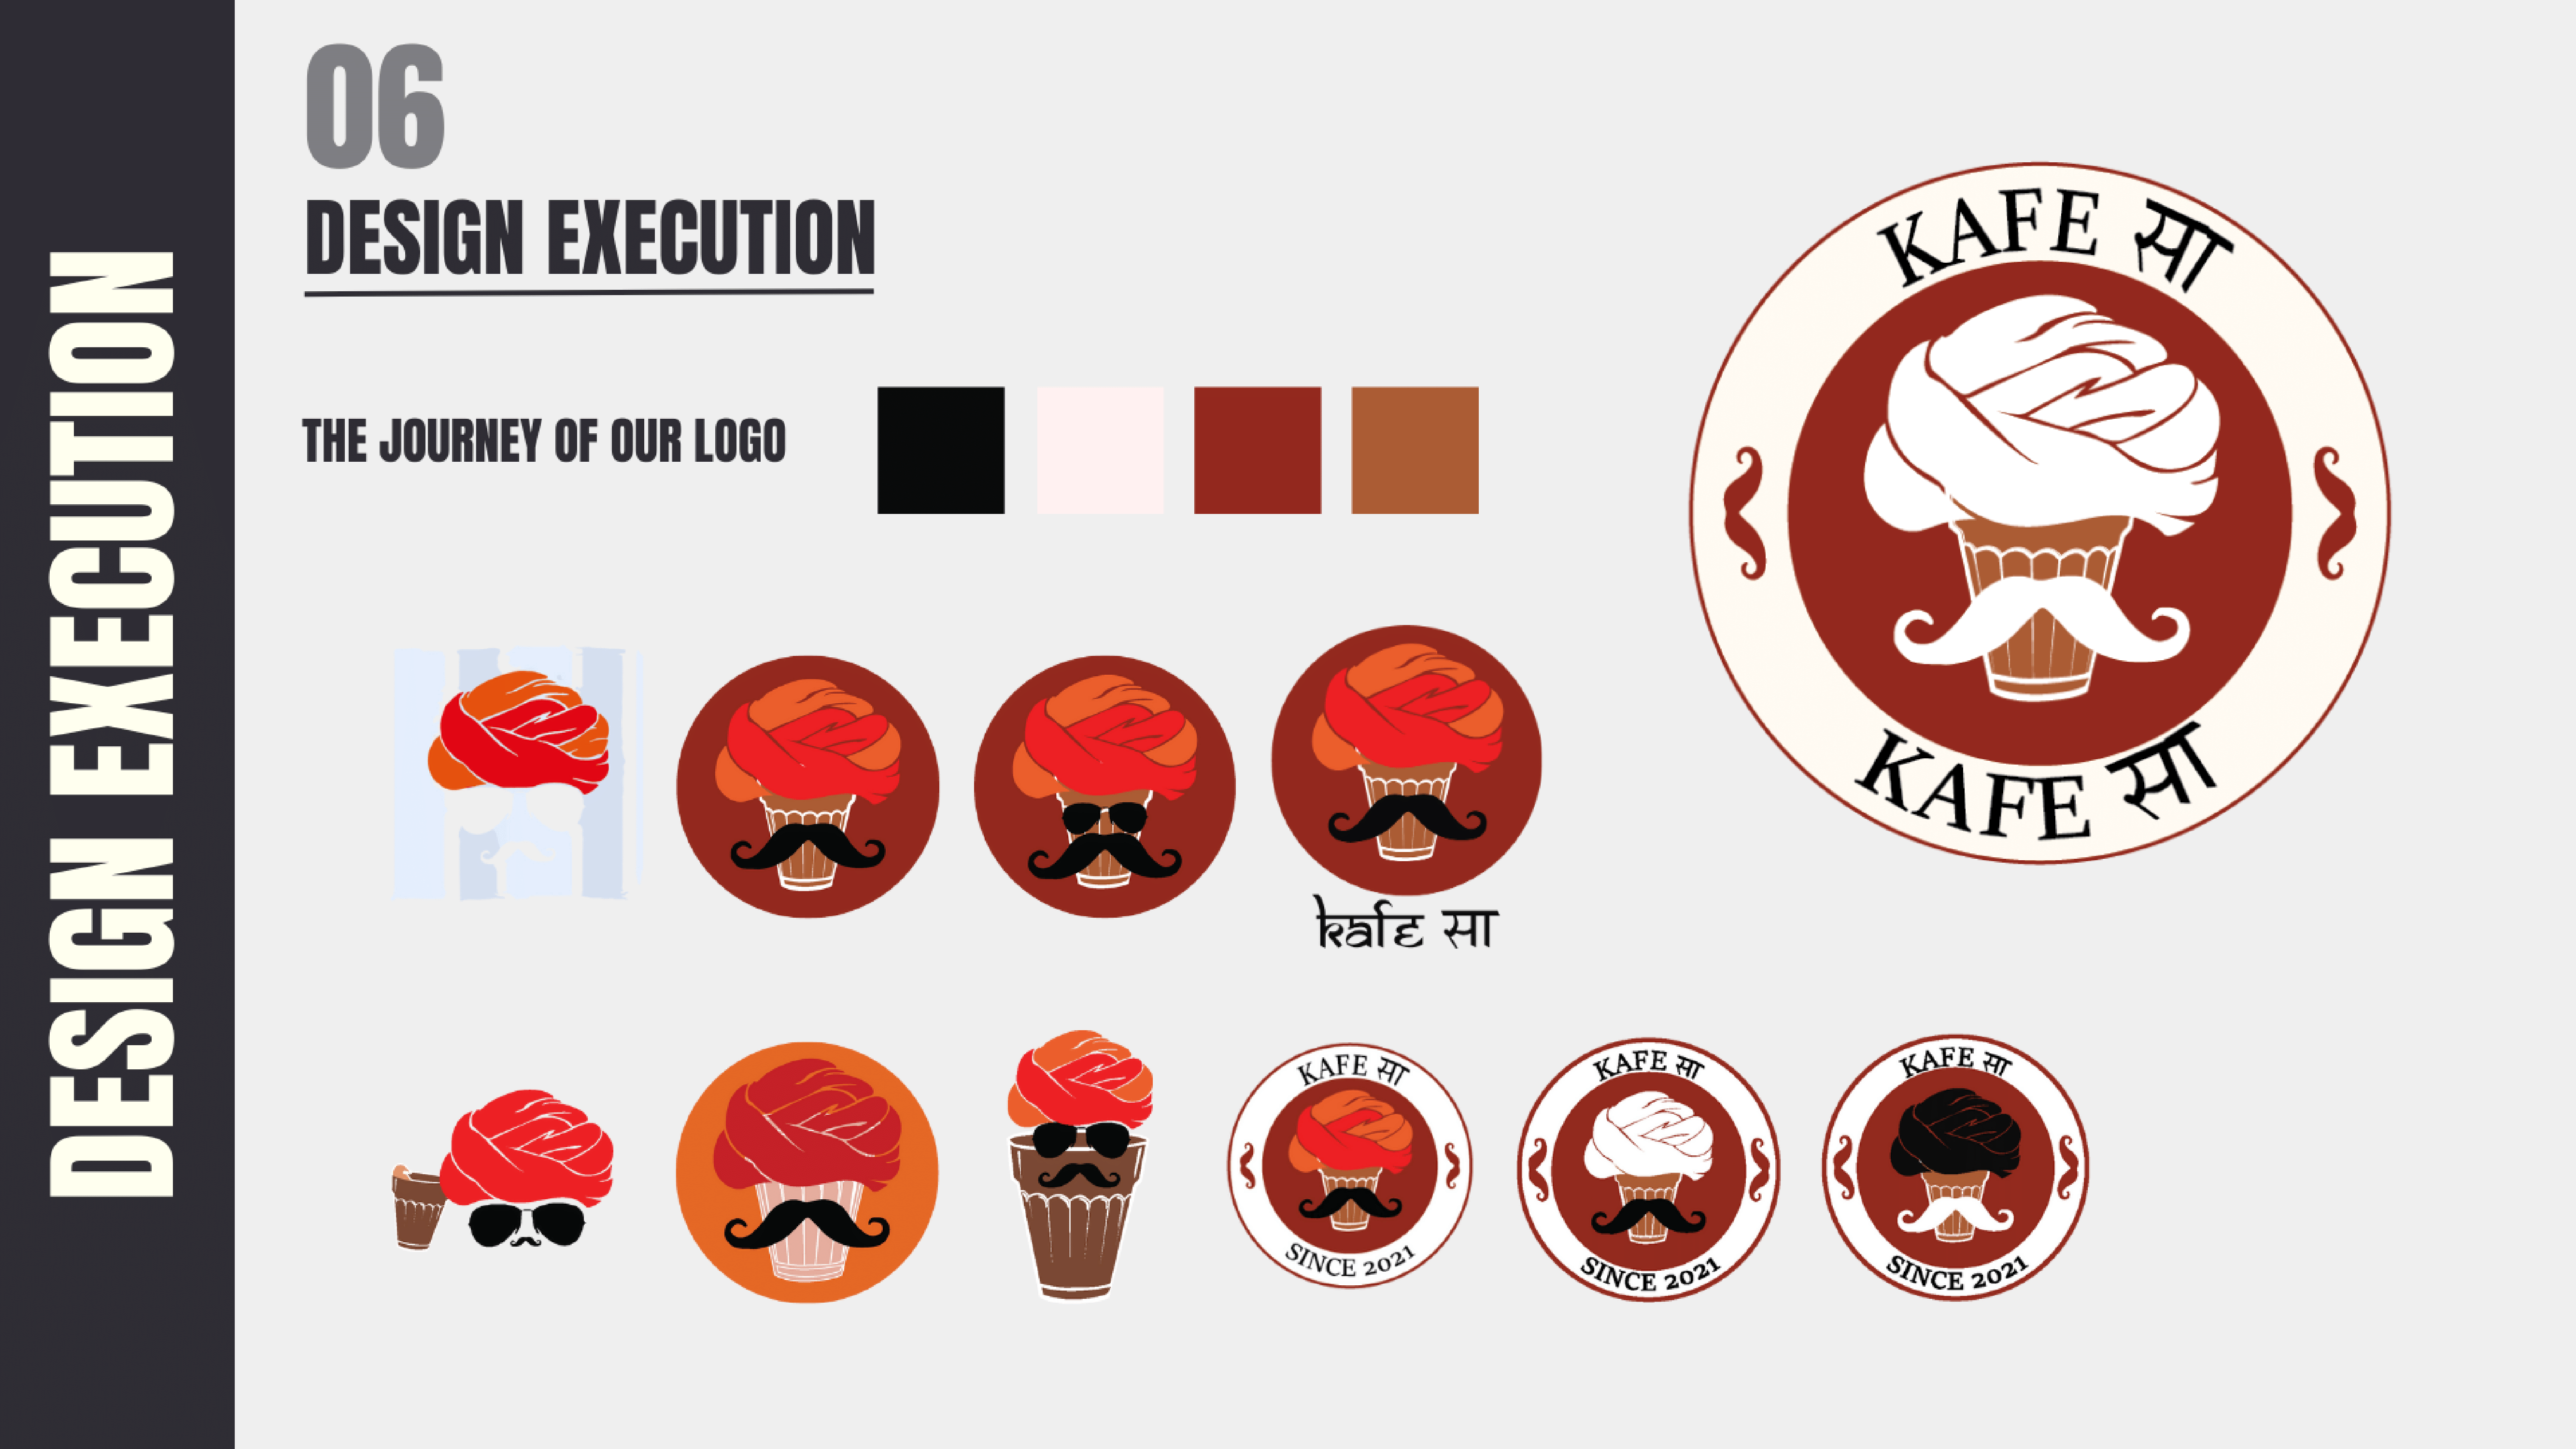 DESIGN EXECUTION
06
DESIGN EXECUTION
THE JOURNEY OF OUR LOGO
KAFE सा
KAFE सा
kafe सा
KAFE सा
SINCE 2021
KAFE सा
SINCE 2021
KAFE सा
SINCE 2021